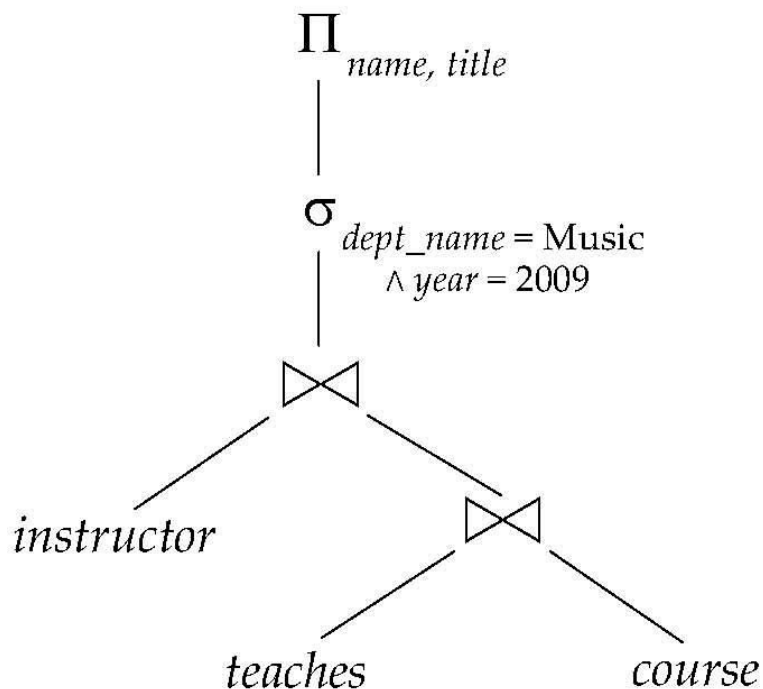 Π name, title
σ dept_name = Music
∧ year = 2009
instructor
teaches
course